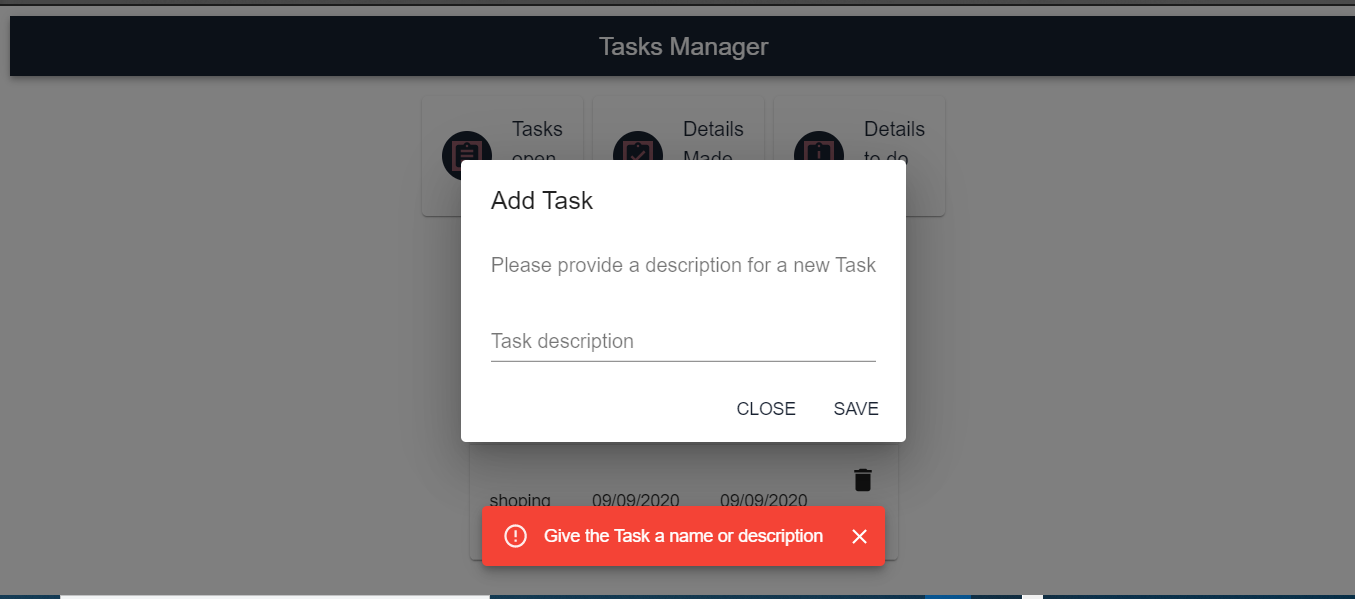 Tasks Manager
Tasks
open
Details
Made
Details
to do
Add Task
Please provide a description for a new Task
Task description
CLOSE SAVE
shoping 09/09/2020 09/09/2020
Give the Task a name or description